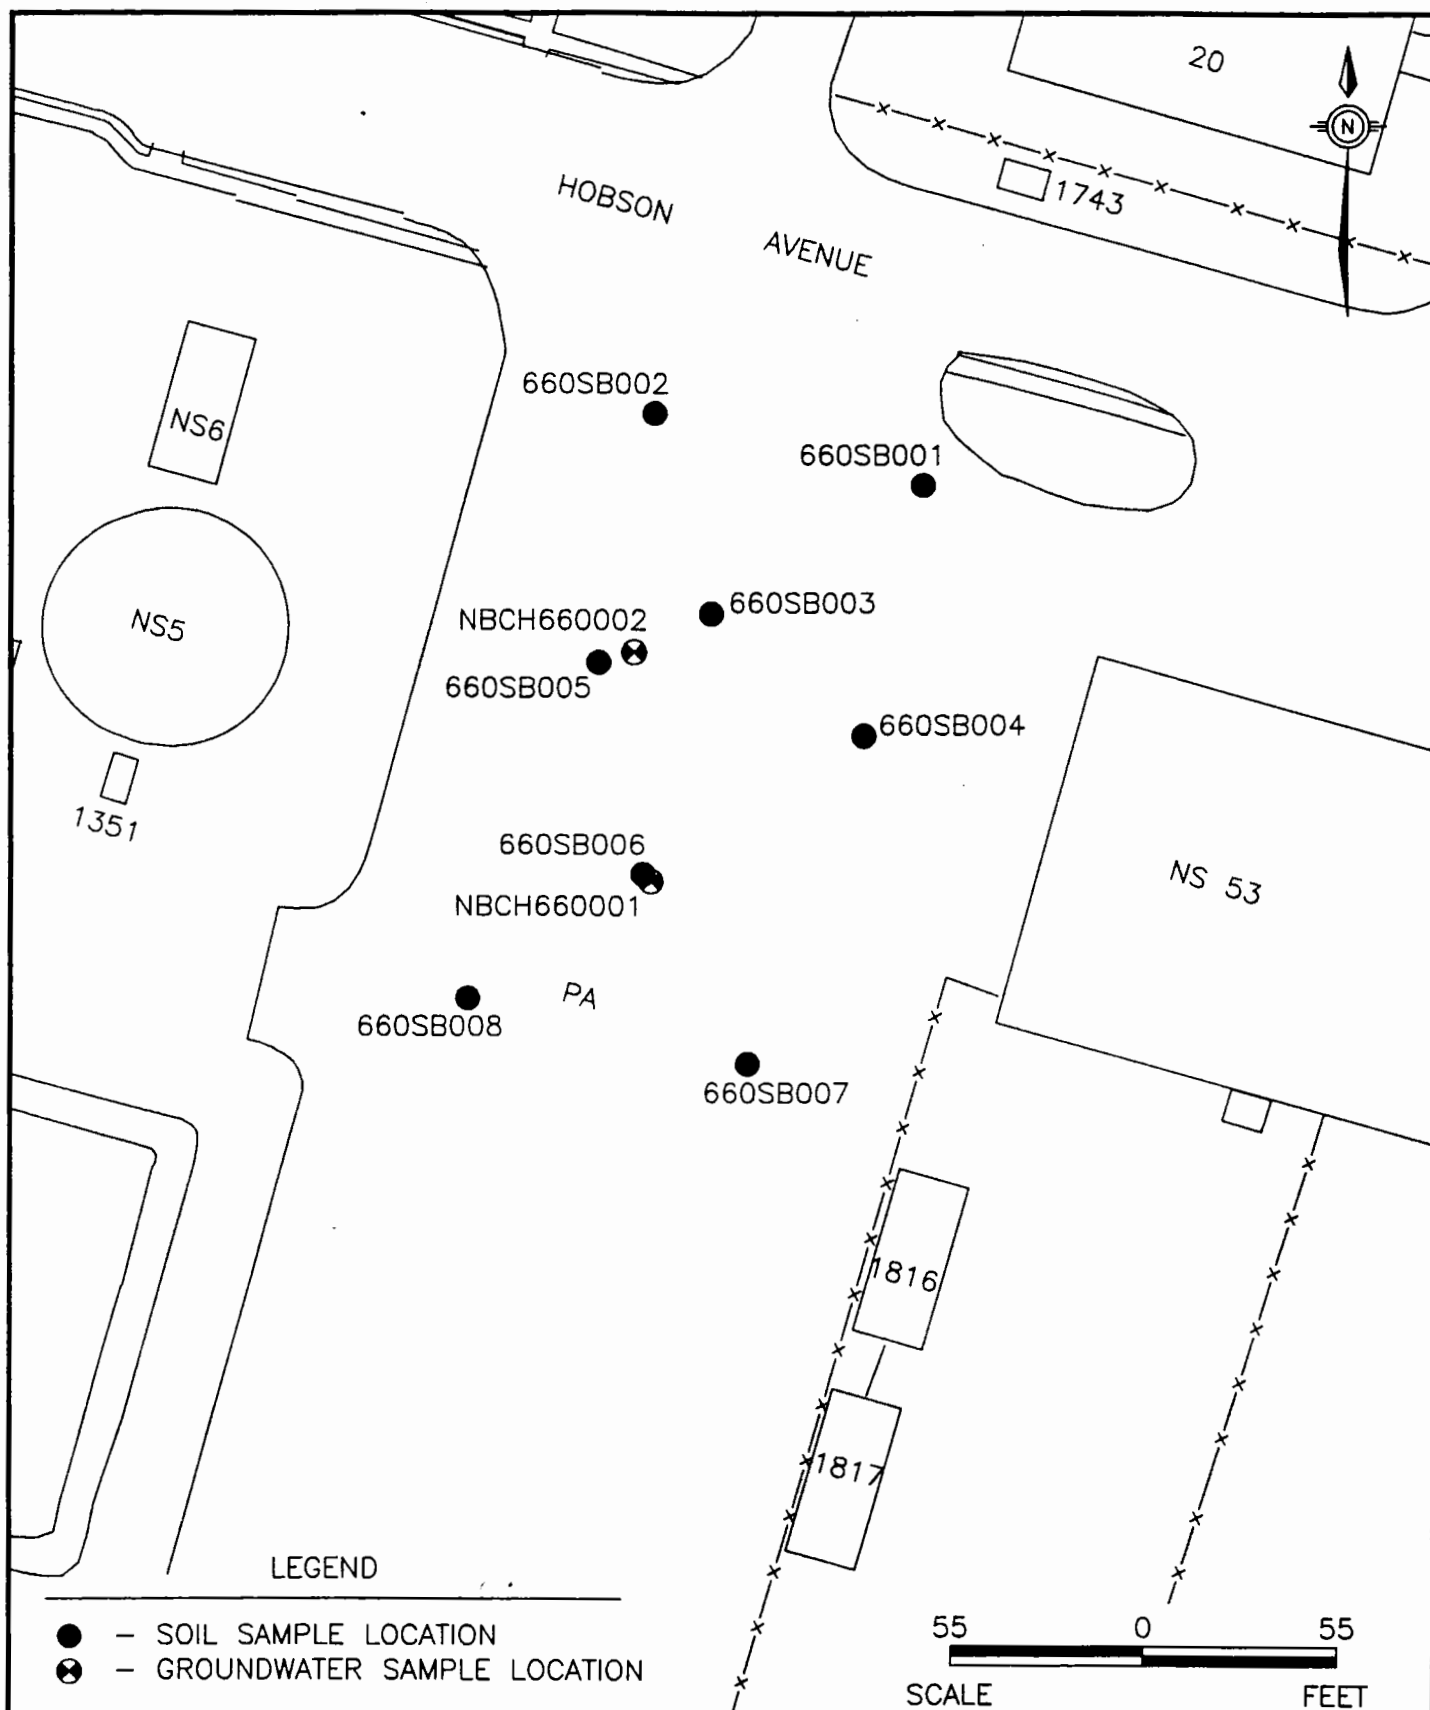 20
N
1743
HOBSON
AVENUE
660SB002
NS6
660SB001
660SB003
NBCH660002
NS5
660SB005
660SB004
1351
660SB006
NS 53
NBCH660001
PA
660SB008
660SB007
1816
1817
LEGEND
– SOIL SAMPLE LOCATION
– GROUNDWATER SAMPLE LOCATION
55 0 55
SCALE FEET